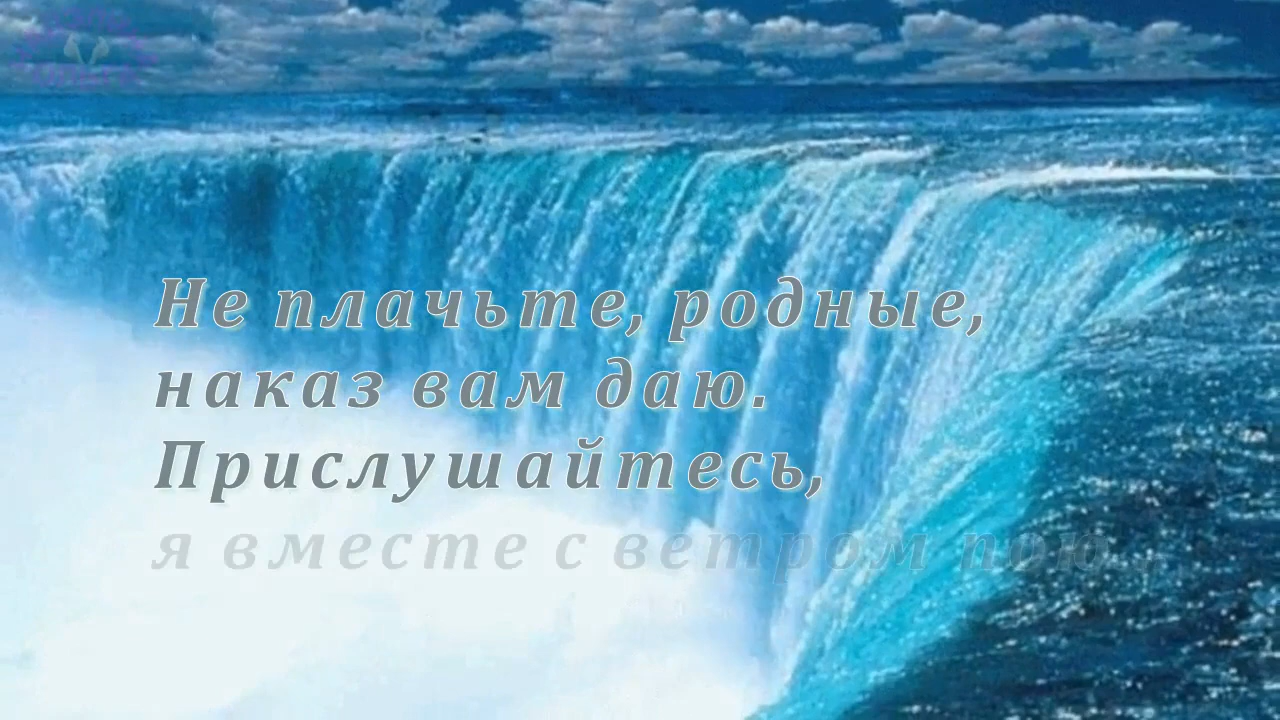 Не плачьте, родные,
наказ вам даю.
Прислушайтесь,
я вместе с ветром пою